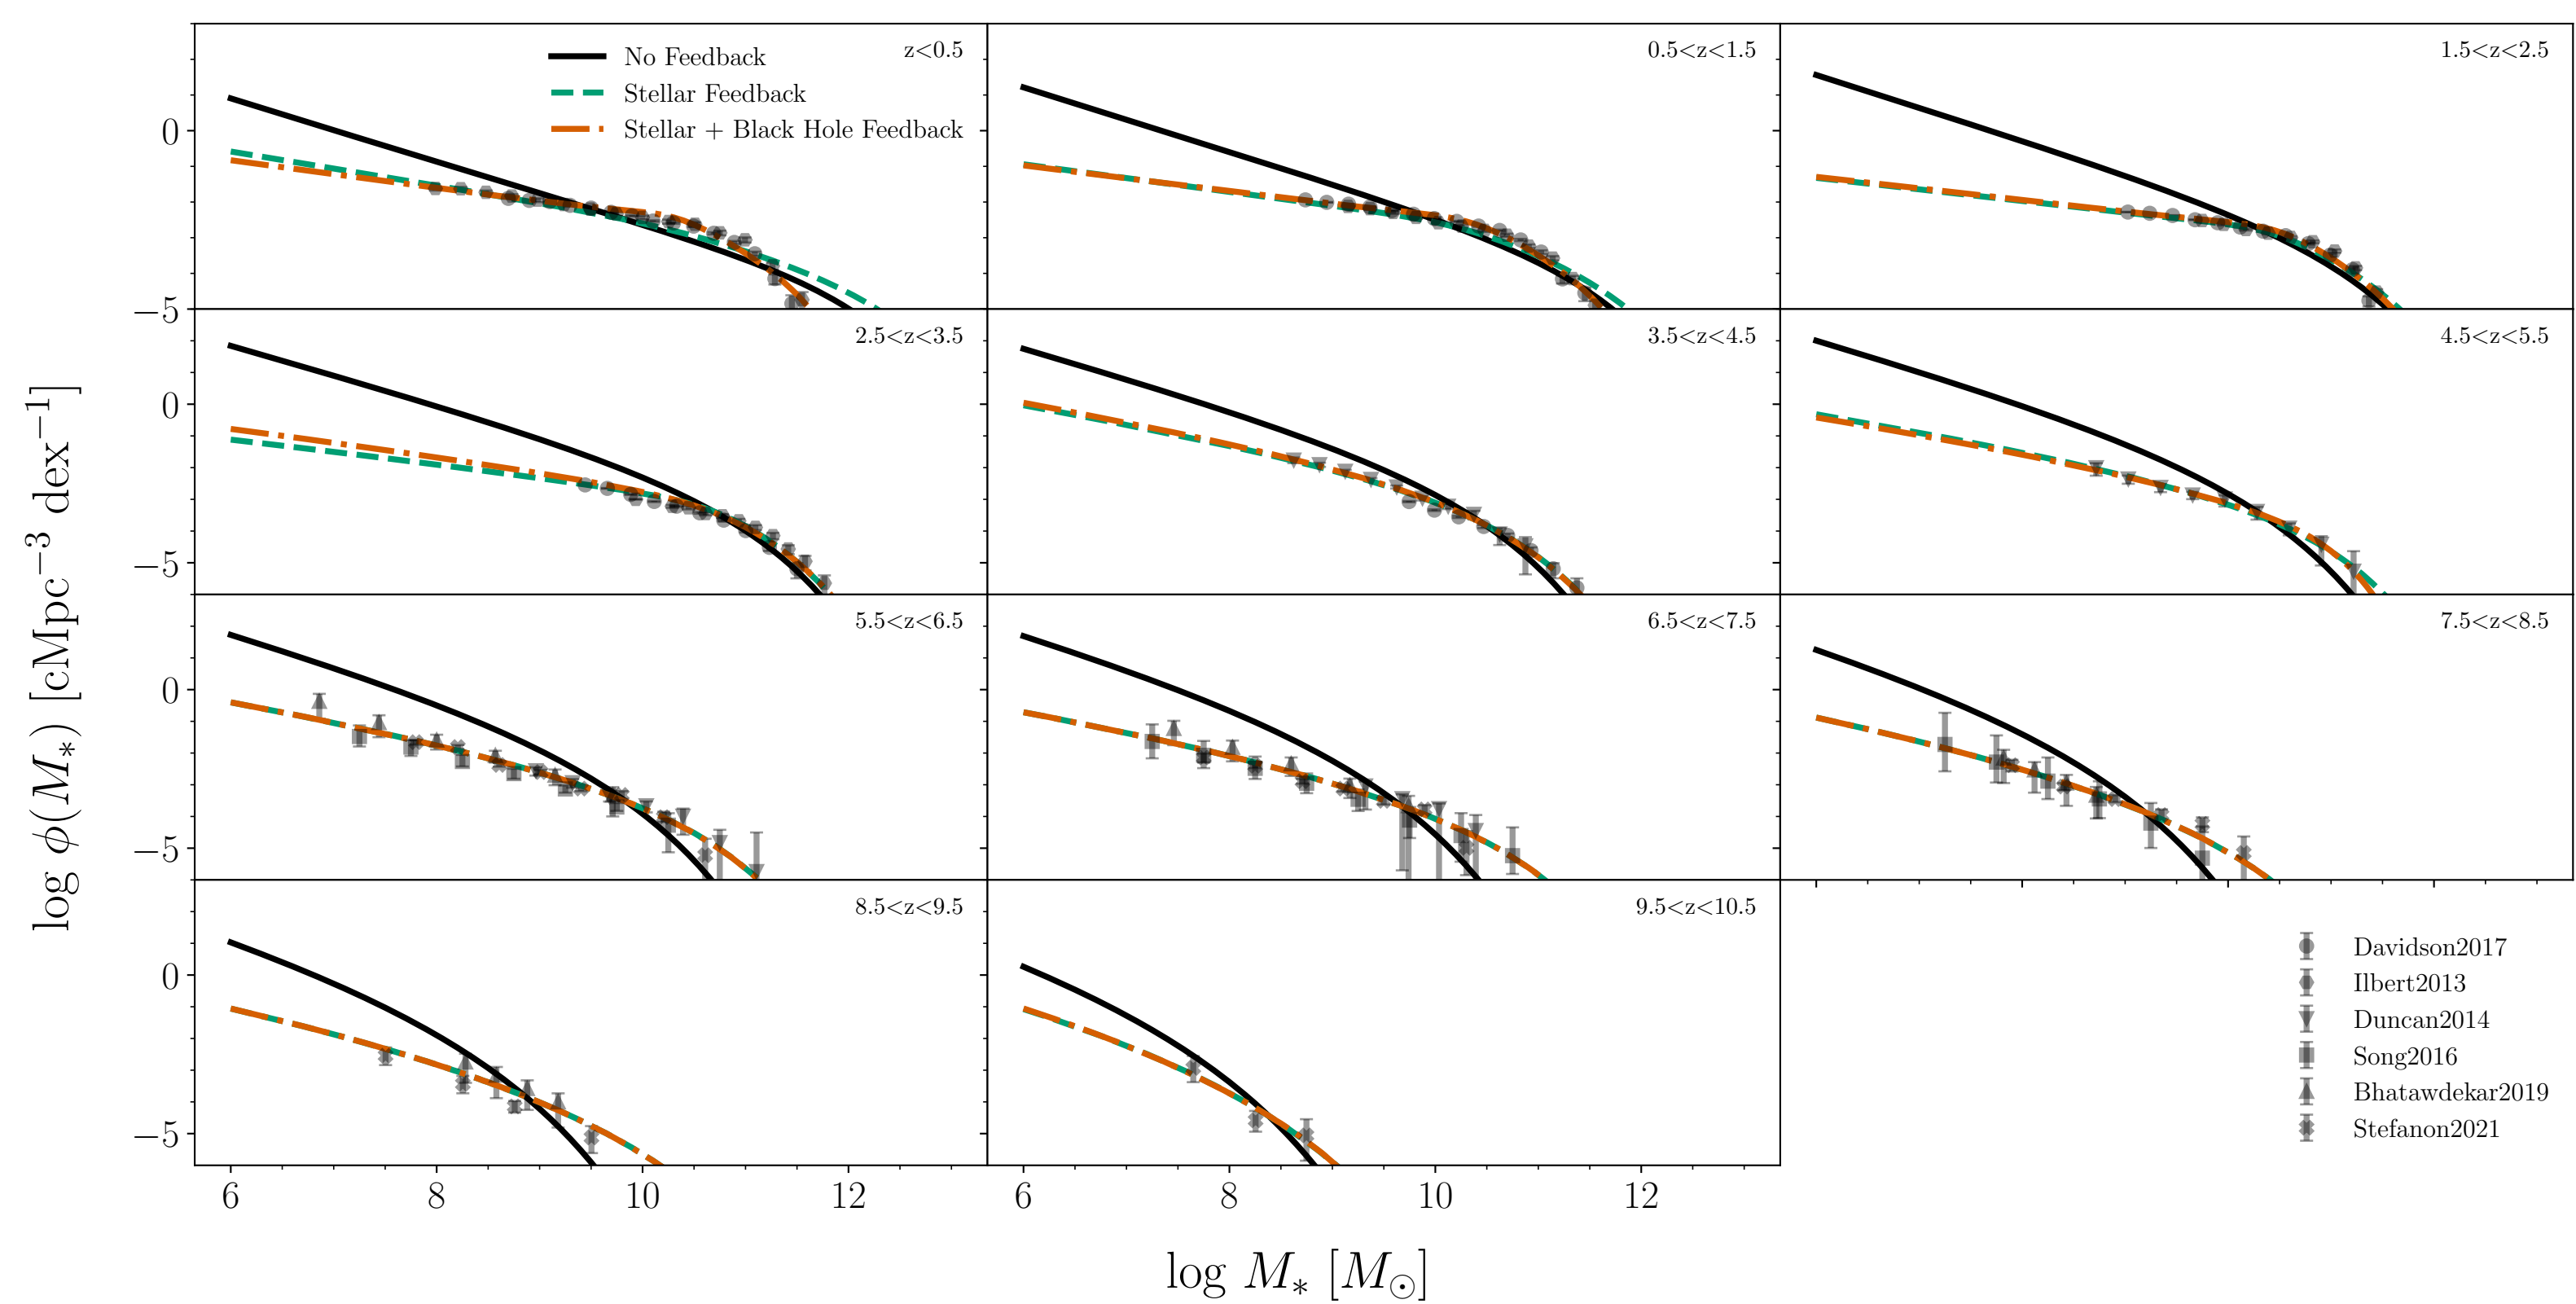 z<0.5
No Feedback
Stellar Feedback
Stellar + Black Hole Feedback
0.5<z<1.5
1.5<z<2.5
0
−5
2.5<z<3.5
3.5<z<4.5
4.5<z<5.5
0
−5
5.5<z<6.5
6.5<z<7.5
7.5<z<8.5
0
−5
8.5<z<9.5
9.5<z<10.5
0
−5
6 8 10 12
6 8 10 12
Davidson2017
Ilbert2013
Duncan2014
Song2016
Bhatawdekar2019
Stefanon2021
log ϕ(M∗) [cMpc⁻³ dex⁻¹]
log M∗ [M⊙]